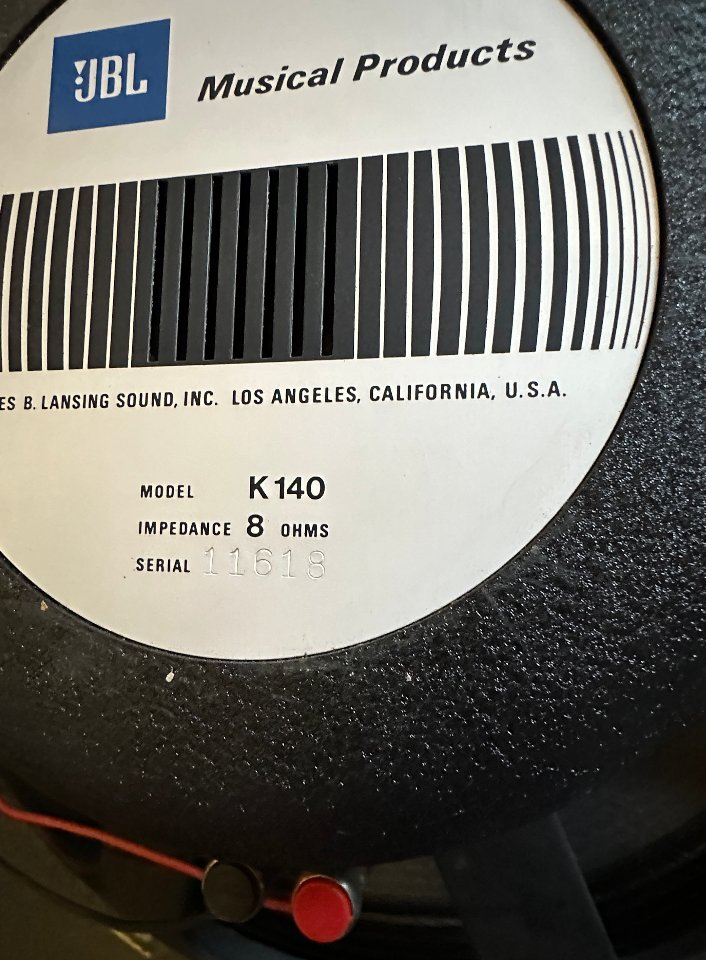 JBL Musical Products
ES B. LANSING SOUND, INC. LOS ANGELES, CALIFORNIA, U.S.A.
MODEL K140
IMPEDANCE 8 OHMS
SERIAL 11618